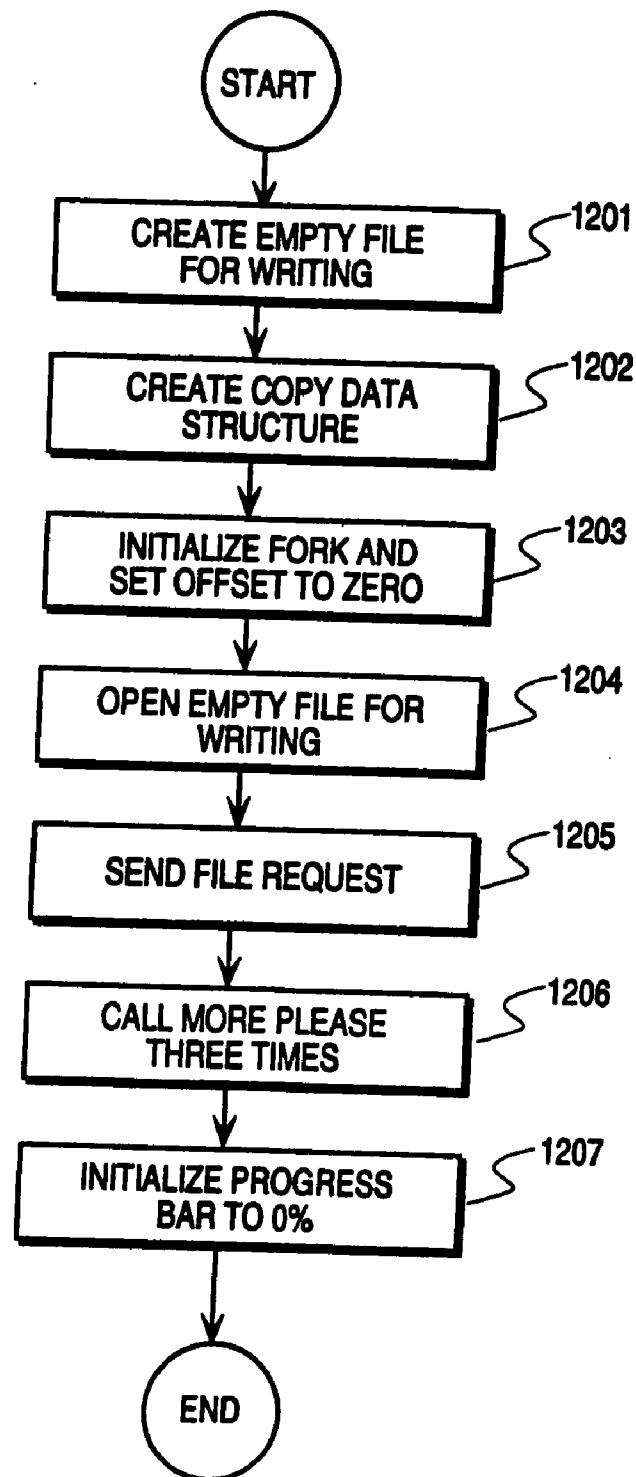 START
1201
CREATE EMPTY FILE
FOR WRITING
1202
CREATE COPY DATA
STRUCTURE
1203
INITIALIZE FORK AND
SET OFFSET TO ZERO
1204
OPEN EMPTY FILE FOR
WRITING
1205
SEND FILE REQUEST
1206
CALL MORE PLEASE
THREE TIMES
1207
INITIALIZE PROGRESS
BAR TO 0%
END